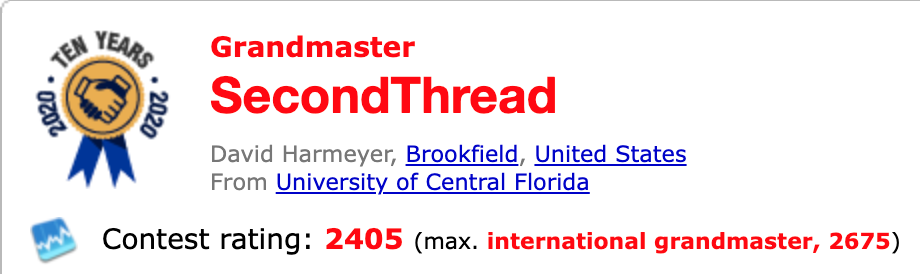 TEN YEARS
2020 2020
Grandmaster
SecondThread
David Harmeyer, Brookfield, United States
From University of Central Florida
Contest rating: 2405 (max. international grandmaster, 2675)